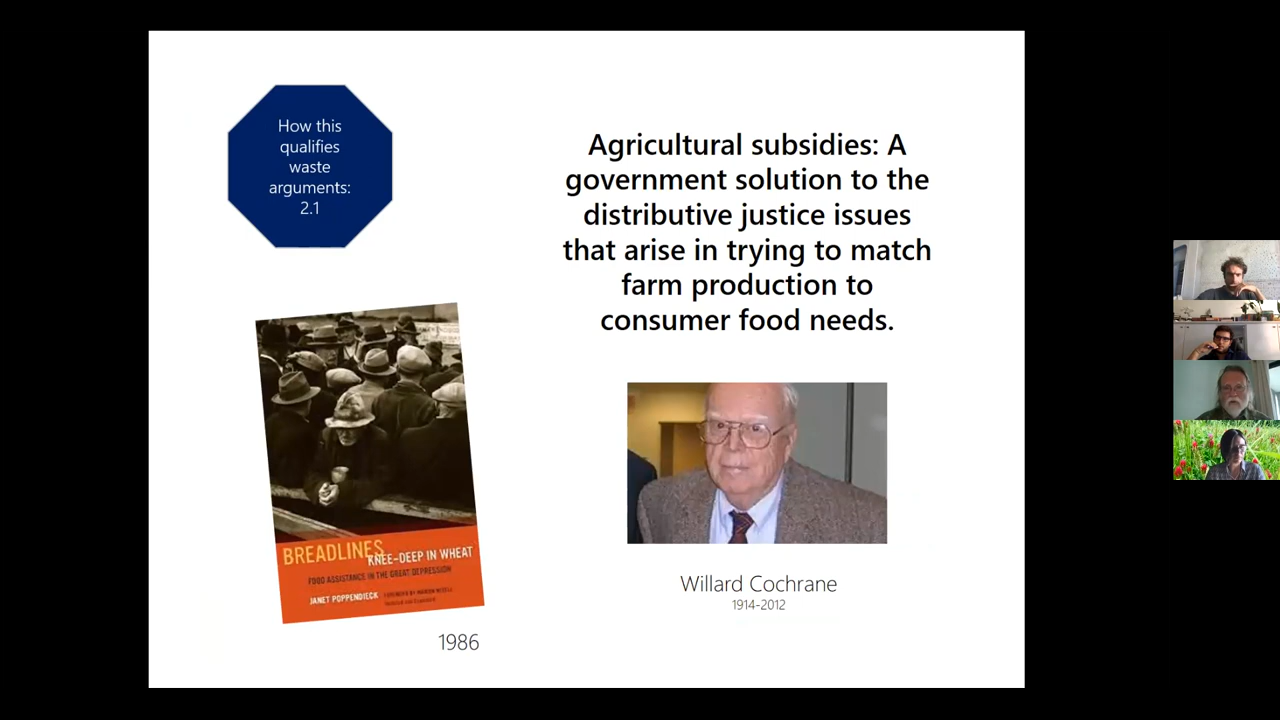 How this
qualifies
waste
arguments:
2.1
Agricultural subsidies: A
government solution to the
distributive justice issues
that arise in trying to match
farm production to
consumer food needs.
BREADLINES
KNEE-DEEP IN WHEAT
FOOD ASSISTANCE IN THE GREAT DEPRESSION
JANET POPPENDIECK
1986
Willard Cochrane
1914-2012